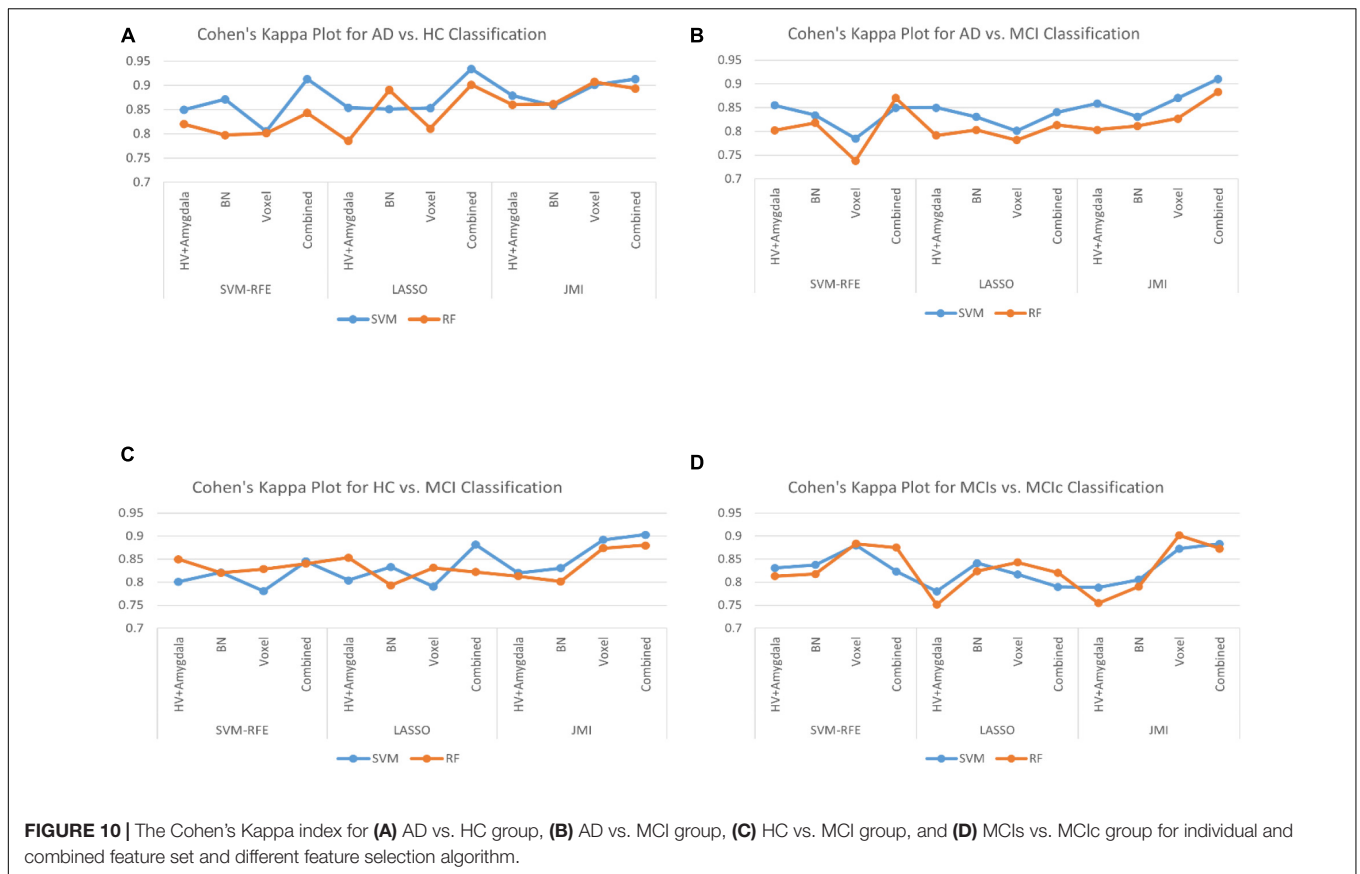 A
Cohen's Kappa Plot for AD vs. HC Classification
0.95
0.9
0.85
0.8
0.75
0.7
HV+Amygdala
BN
Voxel
Combined
HV+Amygdala
BN
Voxel
Combined
HV+Amygdala
BN
Voxel
Combined
SVM-RFE
LASSO
JMI
SVM
RF
B
Cohen's Kappa Plot for AD vs. MCI Classification
0.95
0.9
0.85
0.8
0.75
0.7
HV+Amygdala
BN
Voxel
Combined
HV+Amygdala
BN
Voxel
Combined
HV+Amygdala
BN
Voxel
Combined
SVM-RFE
LASSO
JMI
SVM
RF
C
Cohen's Kappa Plot for HC vs. MCI Classification
0.95
0.9
0.85
0.8
0.75
0.7
HV+Amygdala
BN
Voxel
Combined
HV+Amygdala
BN
Voxel
Combined
HV+Amygdala
BN
Voxel
Combined
SVM-RFE
LASSO
JMI
SVM
RF
D
Cohen's Kappa Plot for MCIs vs. MCIc Classification
0.95
0.9
0.85
0.8
0.75
0.7
HV+Amygdala
BN
Voxel
Combined
HV+Amygdala
BN
Voxel
Combined
HV+Amygdala
BN
Voxel
Combined
SVM-RFE
LASSO
JMI
SVM
RF
FIGURE 10 | The Cohen's Kappa index for (A) AD vs. HC group, (B) AD vs. MCI group, (C) HC vs. MCI group, and (D) MCIs vs. MCIc group for individual and
combined feature set and different feature selection algorithm.